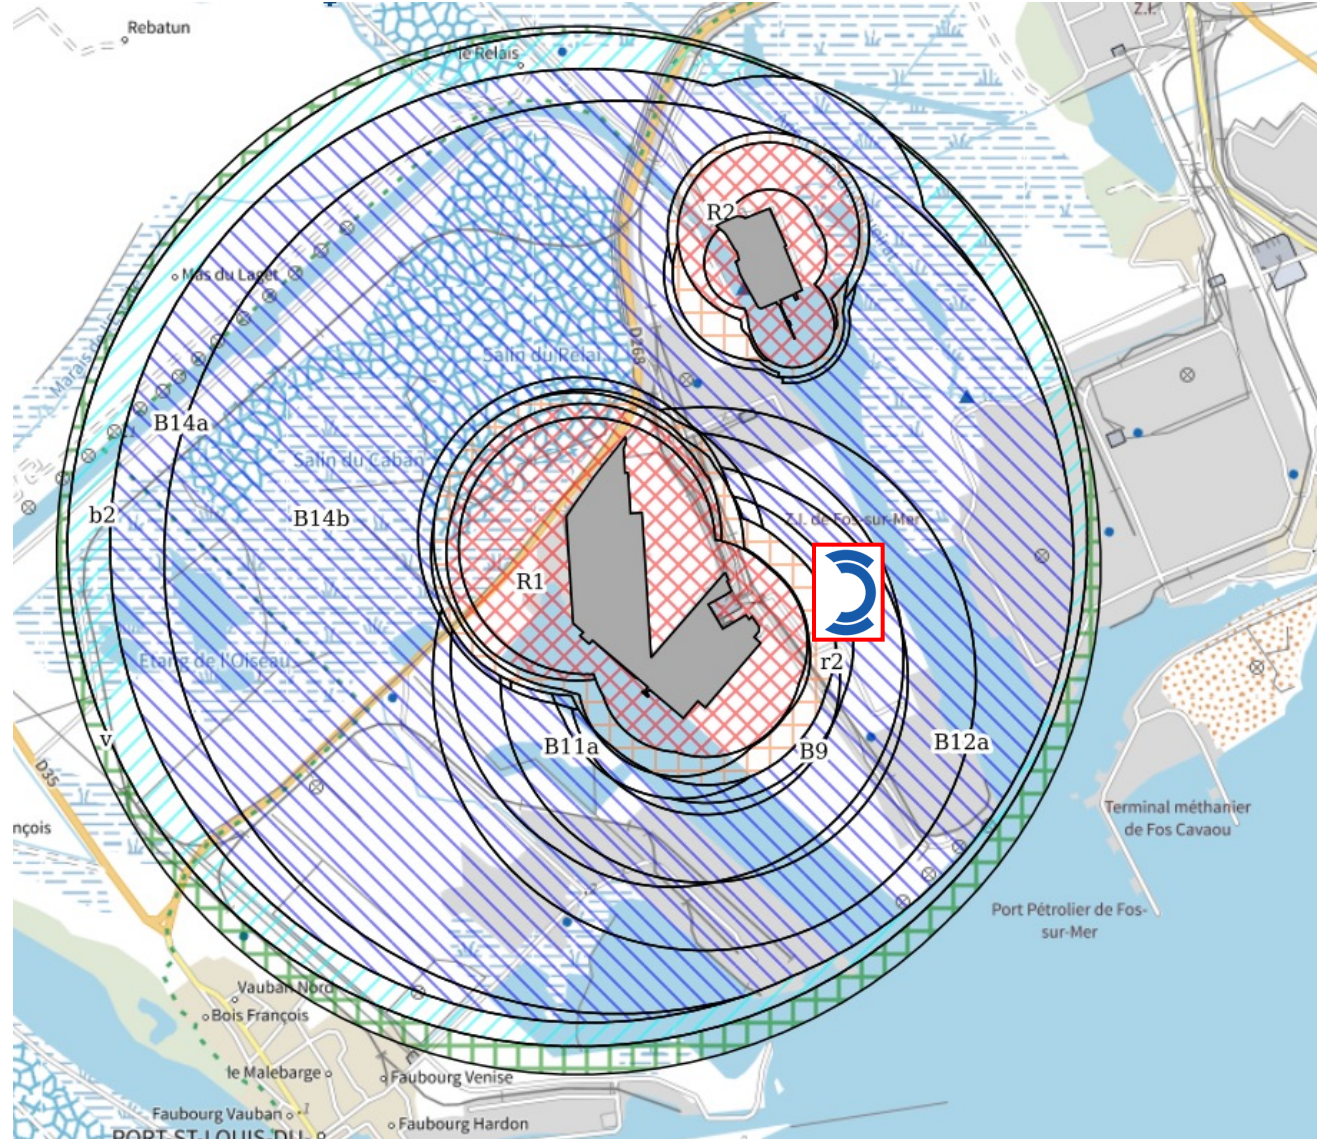 Z.I.
Rebatun
le Relais
R2
Mas du Laget
D268
Salin du Relai
B14a
Salin du Caban
B14b
b2
Z.I. de Fos-sur-Mer
R1
Etang de l'Oiseau
r2
v
B11a
B9
B12a
D35
Terminal méthanier
de Fos Cavaou
nçois
Port Pétrolier de Fos-
sur-Mer
Vauban Nord
Bois François
le Malebarge
Faubourg Venise
Faubourg Vauban
Faubourg Hardon
PORT-ST-LOUIS-DU-